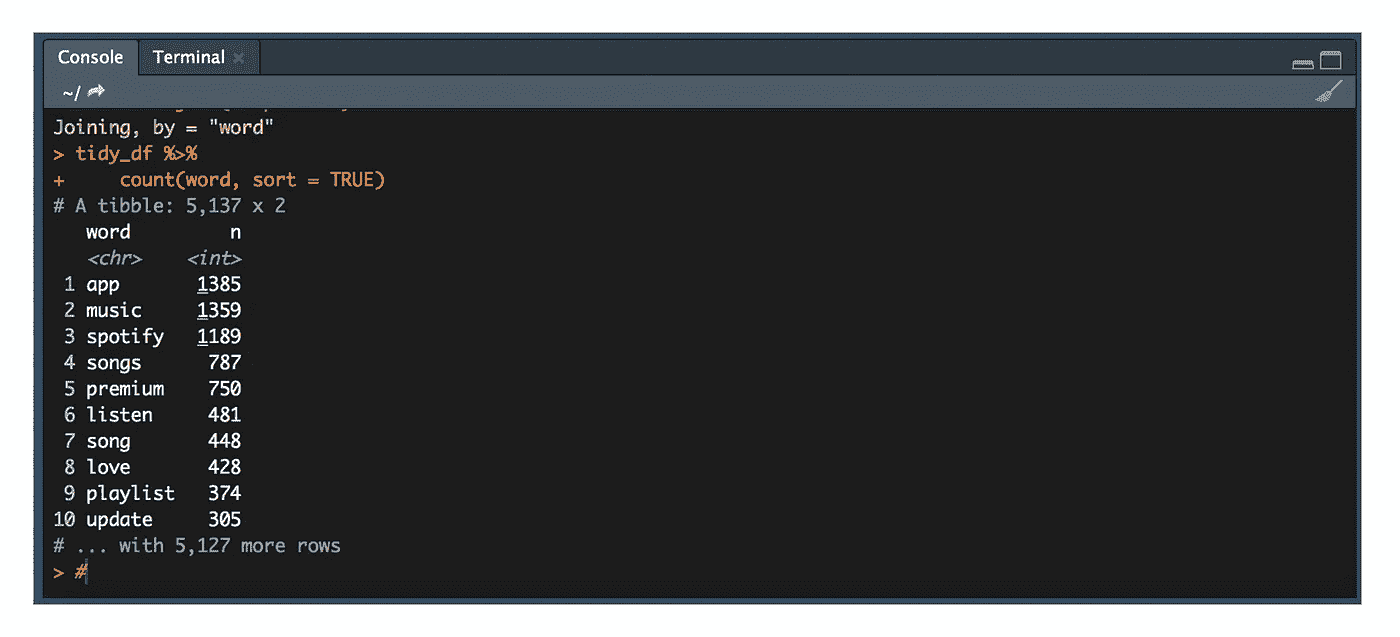 Console Terminal
~/
Joining, by = "word"
> tidy_df %>%
+ count(word, sort = TRUE)
# A tibble: 5,137 x 2
word n
<chr> <int>
1 app 1385
2 music 1359
3 spotify 1189
4 songs 787
5 premium 750
6 listen 481
7 song 448
8 love 428
9 playlist 374
10 update 305
# ... with 5,127 more rows
> #